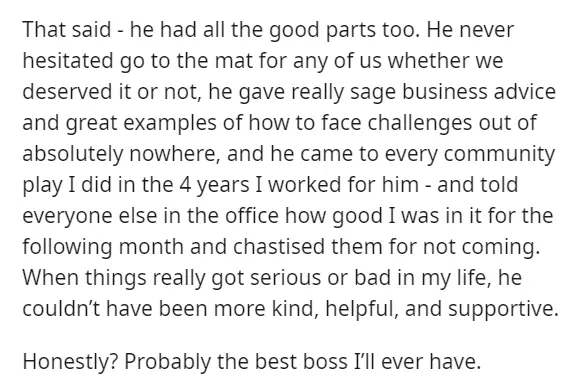 That said - he had all the good parts too. He never
hesitated go to the mat for any of us whether we
deserved it or not, he gave really sage business advice
and great examples of how to face challenges out of
absolutely nowhere, and he came to every community
play I did in the 4 years I worked for him - and told
everyone else in the office how good I was in it for the
following month and chastised them for not coming.
When things really got serious or bad in my life, he
couldn’t have been more kind, helpful, and supportive.
Honestly? Probably the best boss I’ll ever have.